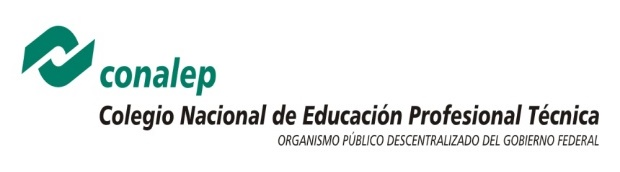 conalep
Colegio Nacional de Educación Profesional Técnica
ORGANISMO PÚBLICO DESCENTRALIZADO DEL GOBIERNO FEDERAL